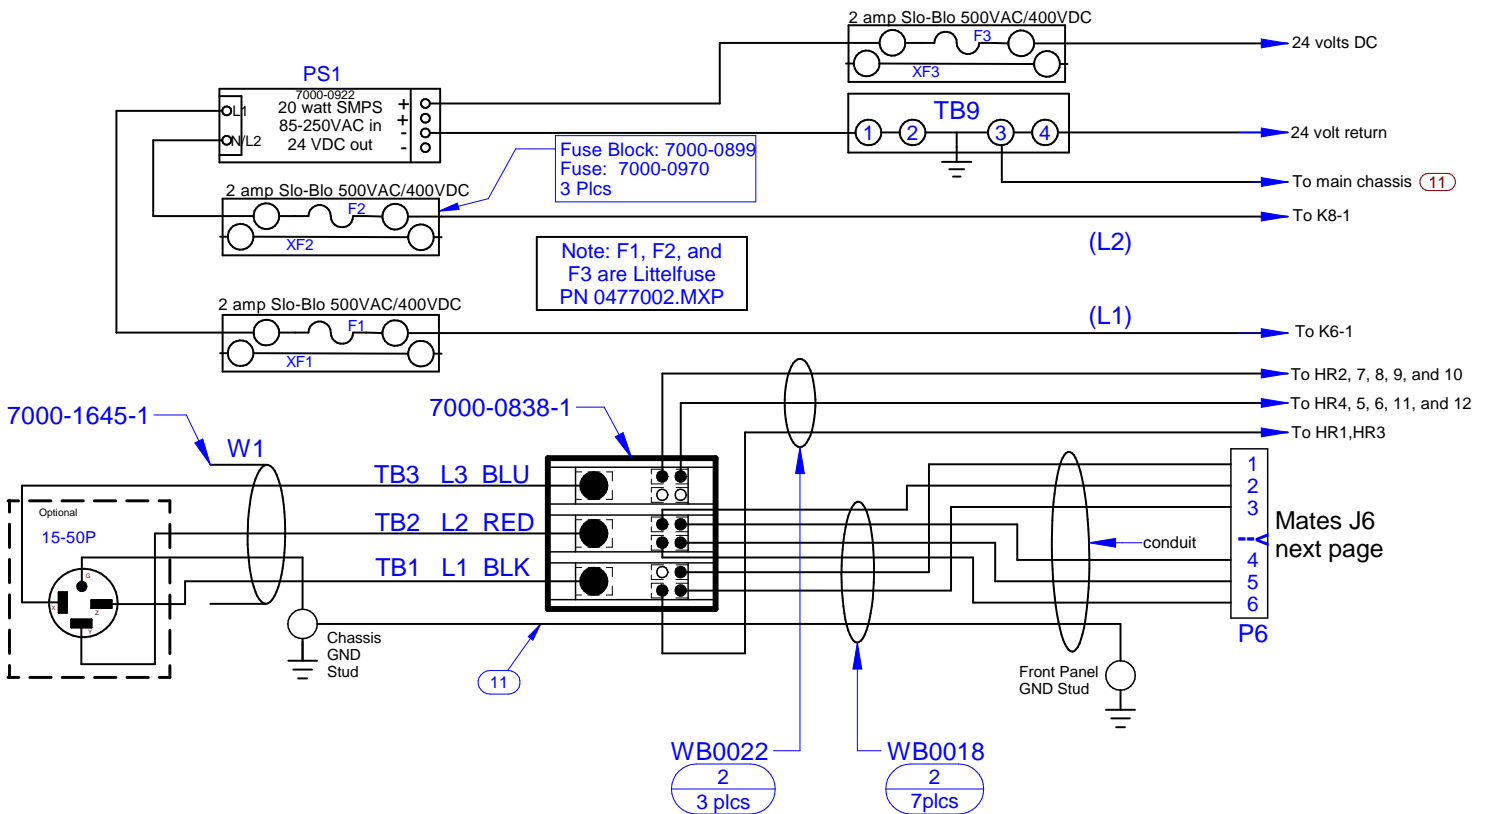 2 amp Slo-Blo 500VAC/400VDC
F3
XF3
24 volts DC
PS1
7000-0922
20 watt SMPS
85-250VAC in
24 VDC out
L1
N/L2
+
+
-
-
TB9
1 2 3 4
24 volt return
To main chassis 11
Fuse Block: 7000-0899
Fuse: 7000-0970
3 Plcs
2 amp Slo-Blo 500VAC/400VDC
F2
XF2
To K8-1
(L2)
Note: F1, F2, and
F3 are Littelfuse
PN 0477002.MXP
2 amp Slo-Blo 500VAC/400VDC
F1
XF1
(L1)
To K6-1
To HR2, 7, 8, 9, and 10
To HR4, 5, 6, 11, and 12
To HR1,HR3
7000-1645-1
W1
7000-0838-1
TB3 L3 BLU
TB2 L2 RED
TB1 L1 BLK
Optional
15-50P
G
X
Z
Y
Chassis
GND
Stud
11
conduit
1
2
3
4
5
6
P6
Mates J6
next page
Front Panel
GND Stud
WB0022
2
3 plcs
WB0018
2
7plcs